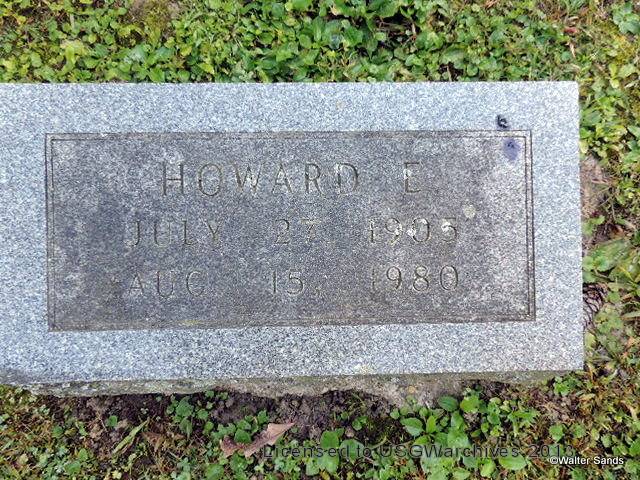 HOWARD E
JULY 27, 1905
AUG 15, 1980
Licensed to USGWarchives
©Walter Sands